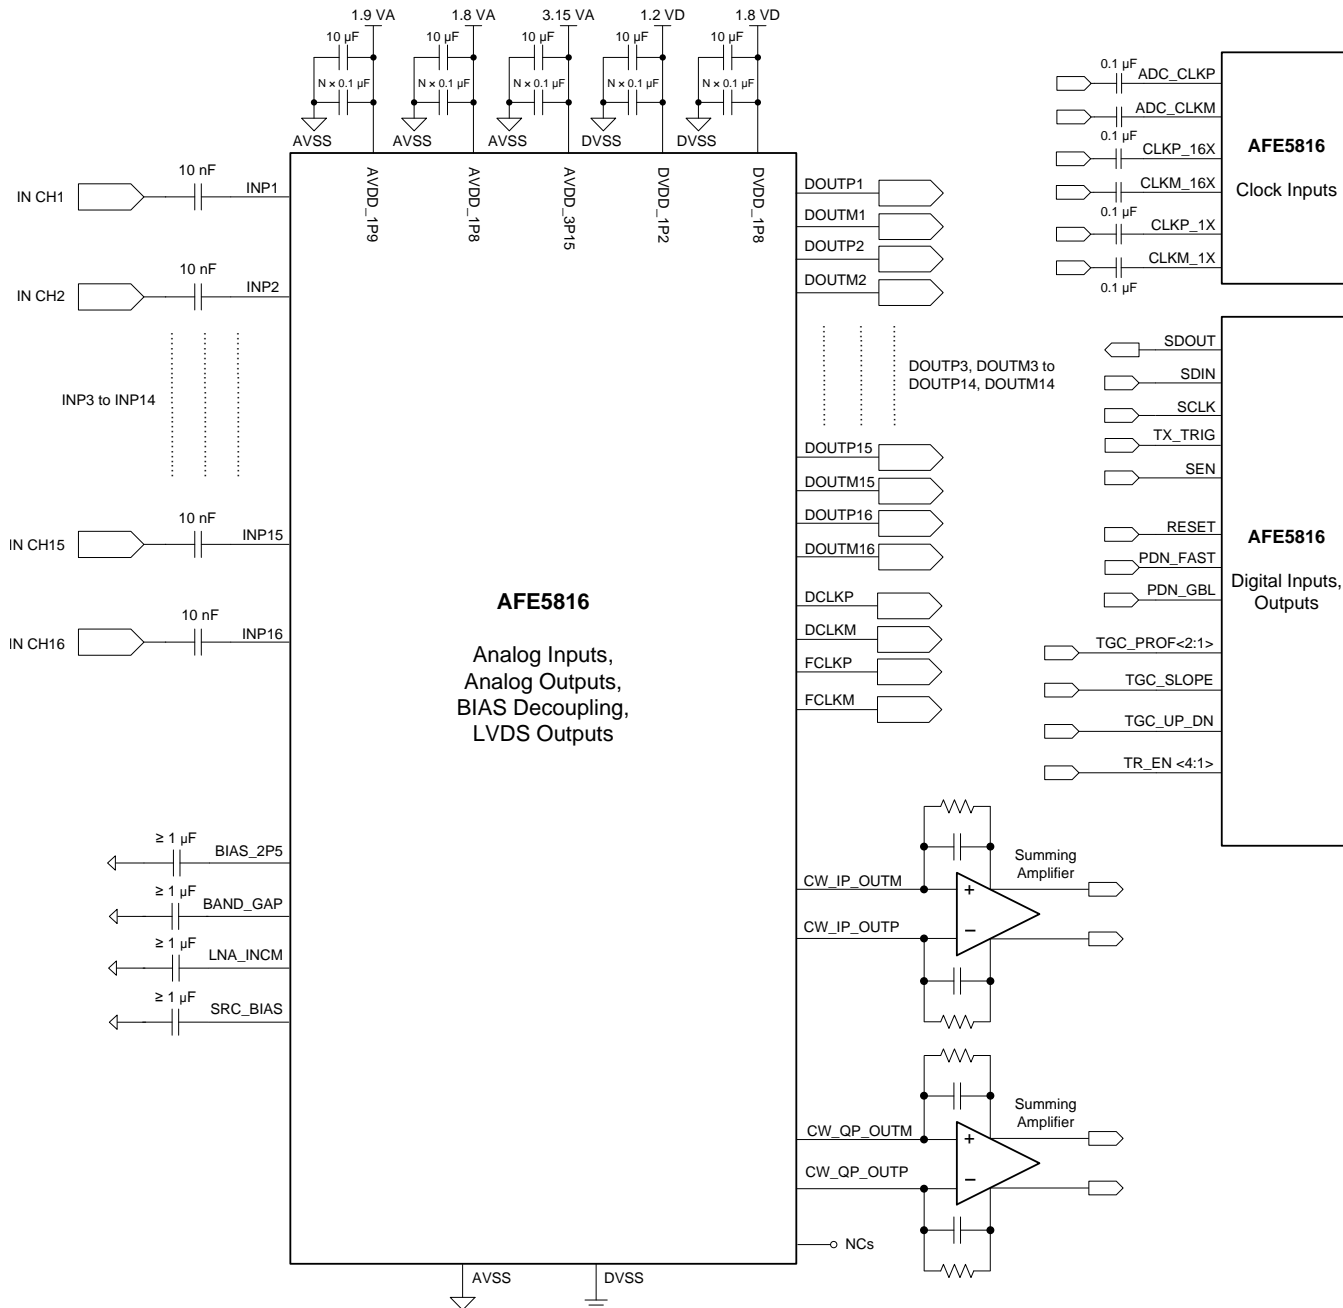 1.9 VA
1.8 VA
3.15 VA
1.2 VD
1.8 VD
10 µF
10 µF
10 µF
10 µF
10 µF
N × 0.1 µF
N × 0.1 µF
N × 0.1 µF
N × 0.1 µF
N × 0.1 µF
AVSS
AVSS
AVSS
DVSS
DVSS
AVDD_1P9
AVDD_1P8
AVDD_3P15
DVDD_1P2
DVDD_1P8
IN CH1
10 nF
INP1
IN CH2
10 nF
INP2
INP3 to INP14
IN CH15
10 nF
INP15
IN CH16
10 nF
INP16
AFE5816
Analog Inputs,
Analog Outputs,
BIAS Decoupling,
LVDS Outputs
≥ 1 µF
BIAS_2P5
≥ 1 µF
BAND_GAP
≥ 1 µF
LNA_INCM
≥ 1 µF
SRC_BIAS
AVSS
DVSS
DOUTP1
DOUTM1
DOUTP2
DOUTM2
DOUTP3, DOUTM3 to
DOUTP14, DOUTM14
DOUTP15
DOUTM15
DOUTP16
DOUTM16
DCLKP
DCLKM
FCLKP
FCLKM
CW_IP_OUTM
CW_IP_OUTP
+
−
Summing
Amplifier
CW_QP_OUTM
CW_QP_OUTP
+
−
Summing
Amplifier
NCs
0.1 µF
ADC_CLKP
ADC_CLKM
0.1 µF
CLKP_16X
CLKM_16X
0.1 µF
CLKP_1X
CLKM_1X
0.1 µF
AFE5816
Clock Inputs
SDOUT
SDIN
SCLK
TX_TRIG
SEN
RESET
PDN_FAST
PDN_GBL
TGC_PROF<2:1>
TGC_SLOPE
TGC_UP_DN
TR_EN <4:1>
AFE5816
Digital Inputs,
Outputs